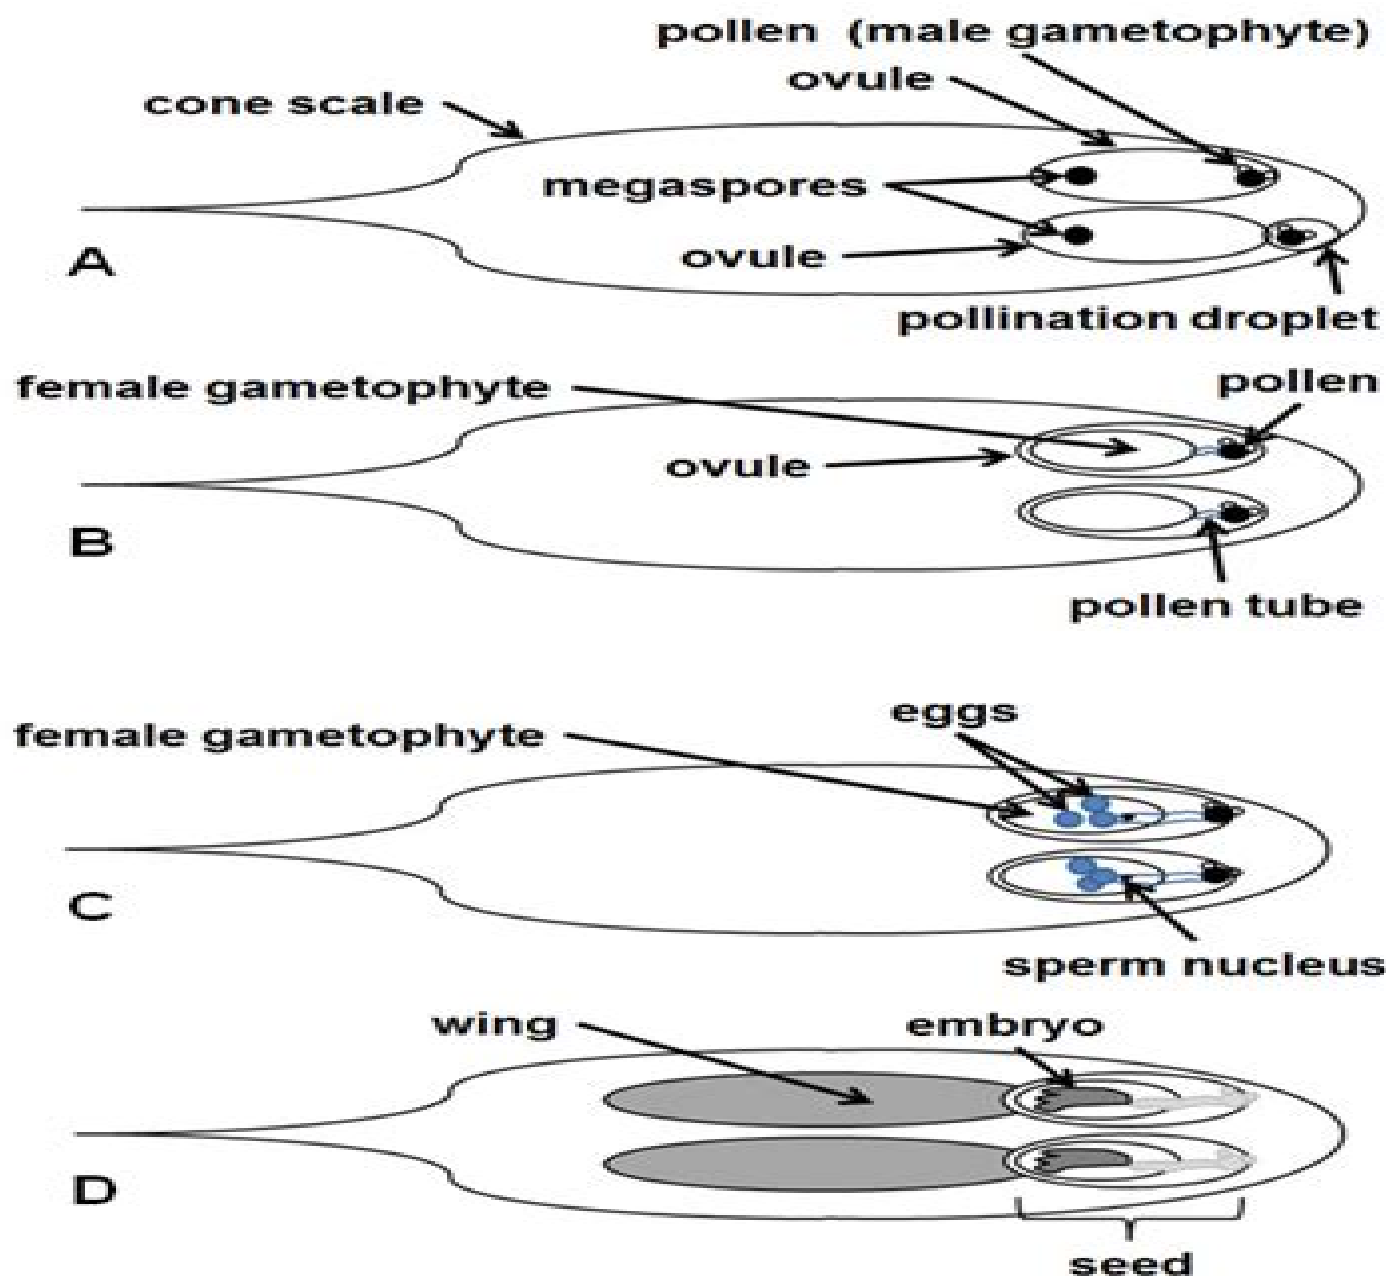 pollen (male gametophyte)
ovule
cone scale
megaspores
ovule
A
pollination droplet
female gametophyte
pollen
ovule
B
pollen tube
eggs
female gametophyte
C
sperm nucleus
wing
embryo
D
seed